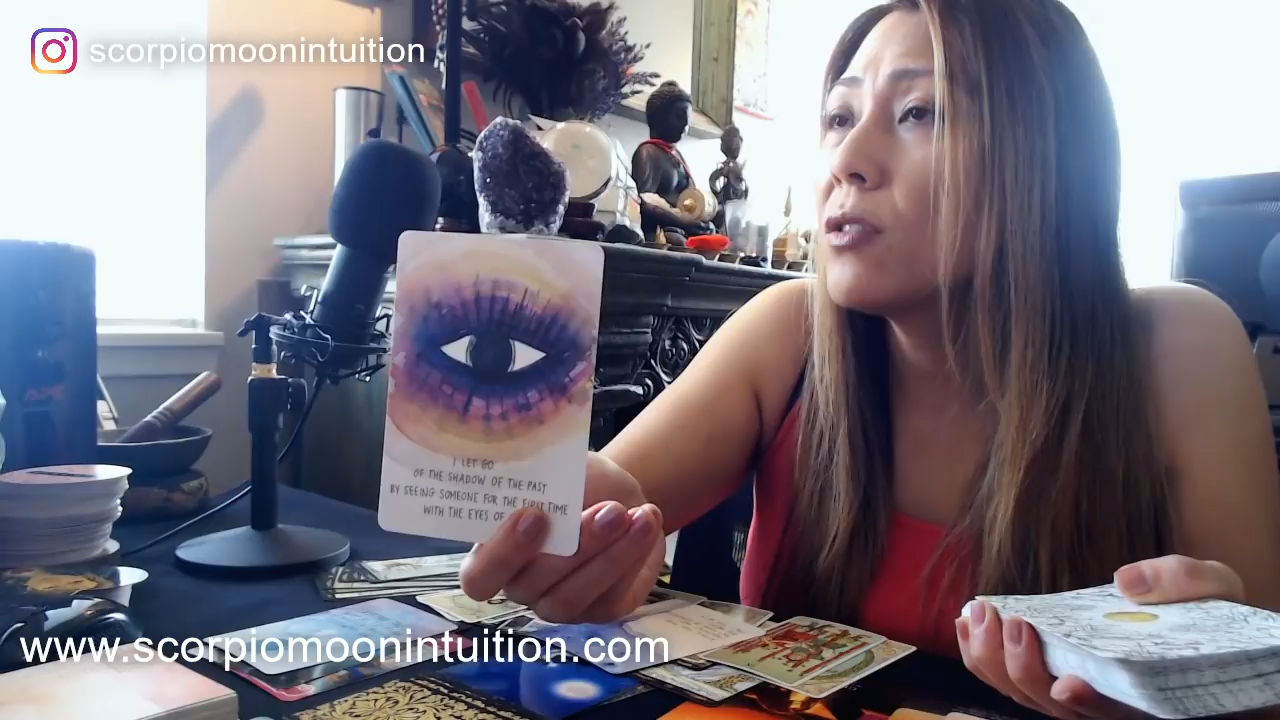 scorpiomoonintuition
I LET GO
OF THE SHADOW OF THE PAST
BY SEEING SOMEONE FOR THE FIRST TIME
WITH THE EYES OF
www.scorpiomoonintuition.com